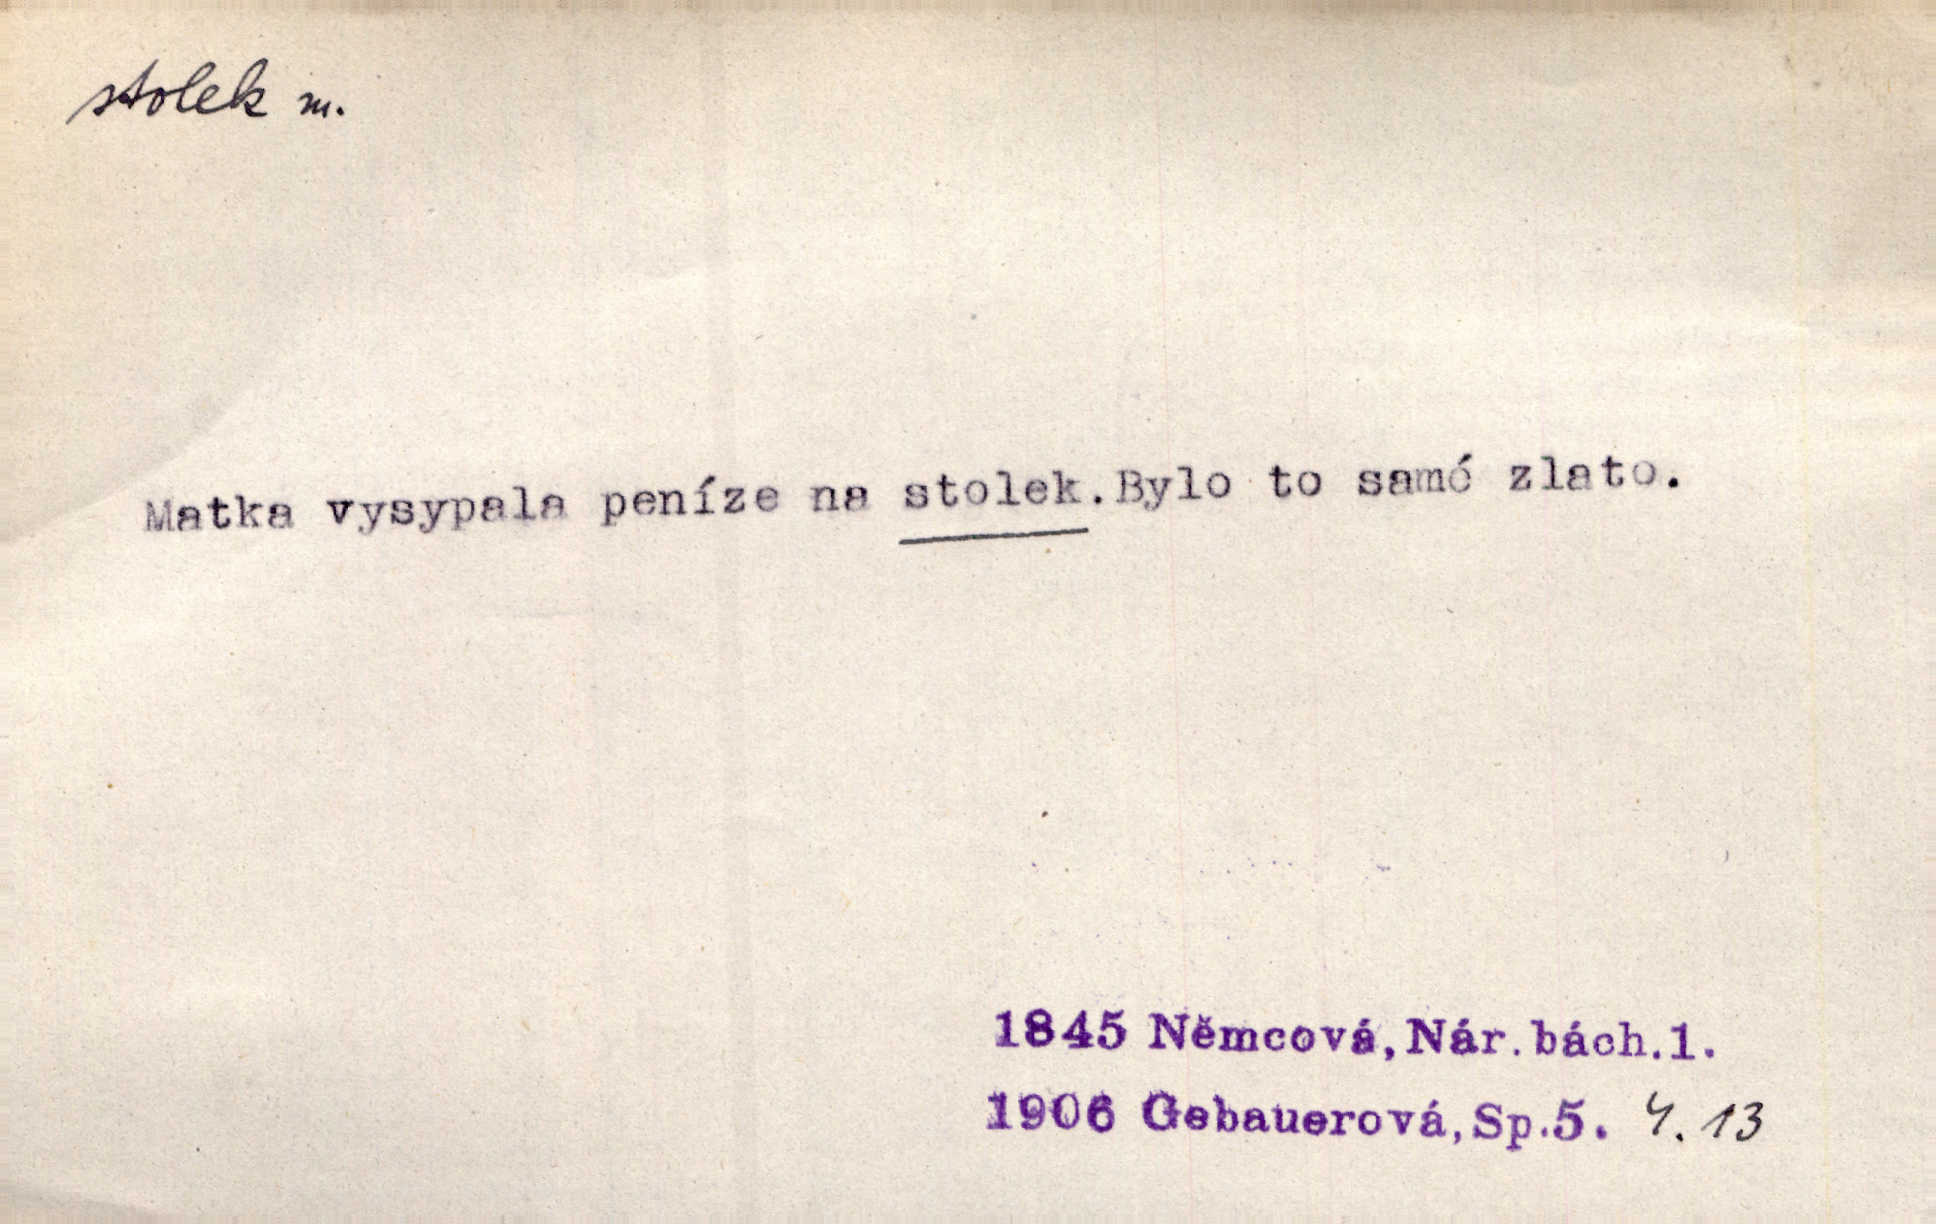 stolek m.
Matka vysypala peníze na stolek.Bylo to samé zlato.
1845 Němcová,Nár.bách.1.
1906 Gebauerová,Sp.5. 4. 13